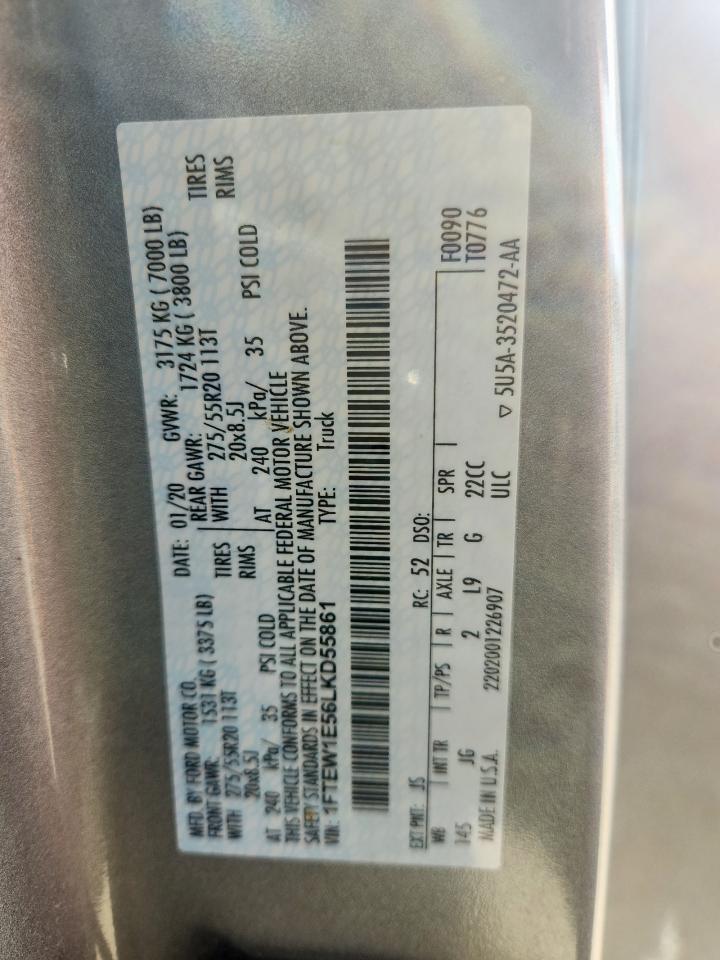 MFD. BY FORD MOTOR CO. DATE: 01/20 GVWR: 3175 KG ( 7000 LB)
FRONT GAWR: 1531 KG ( 3375 LB) REAR GAWR: 1724 KG ( 3800 LB)
WITH 275/55R20 113T TIRES WITH 275/55R20 113T TIRES
20x8.5J RIMS 20x8.5J RIMS
AT 240 kPa/ 35 PSI COLD AT 240 kPa/ 35 PSI COLD
THIS VEHICLE CONFORMS TO ALL APPLICABLE FEDERAL MOTOR VEHICLE
SAFETY STANDARDS IN EFFECT ON THE DATE OF MANUFACTURE SHOWN ABOVE.
VIN: 1FTEW1E56LKD55861 TYPE: Truck
EXT PNT: JS RC: 52 DSO:
WB INT TR TP/PS R AXLE TR SPR F0090
145 JG 2 L9 G 22CC T0776
MADE IN U.S.A. 2202001226907 ULC ▽ 5U5A-3520472-AA